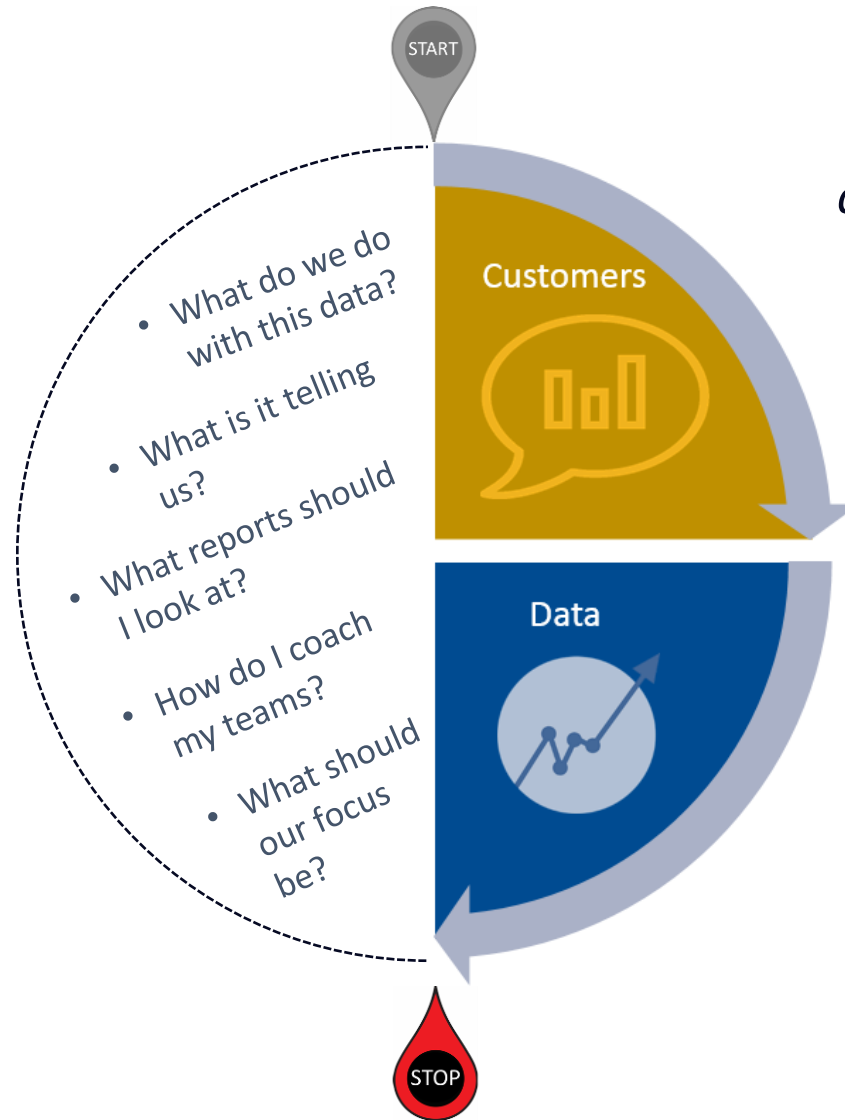 START
Customers
• What do we do
with this data?
• What is it telling
us?
• What reports should
I look at?
• How do I coach
my teams?
• What should
our focus
be?
Data
STOP